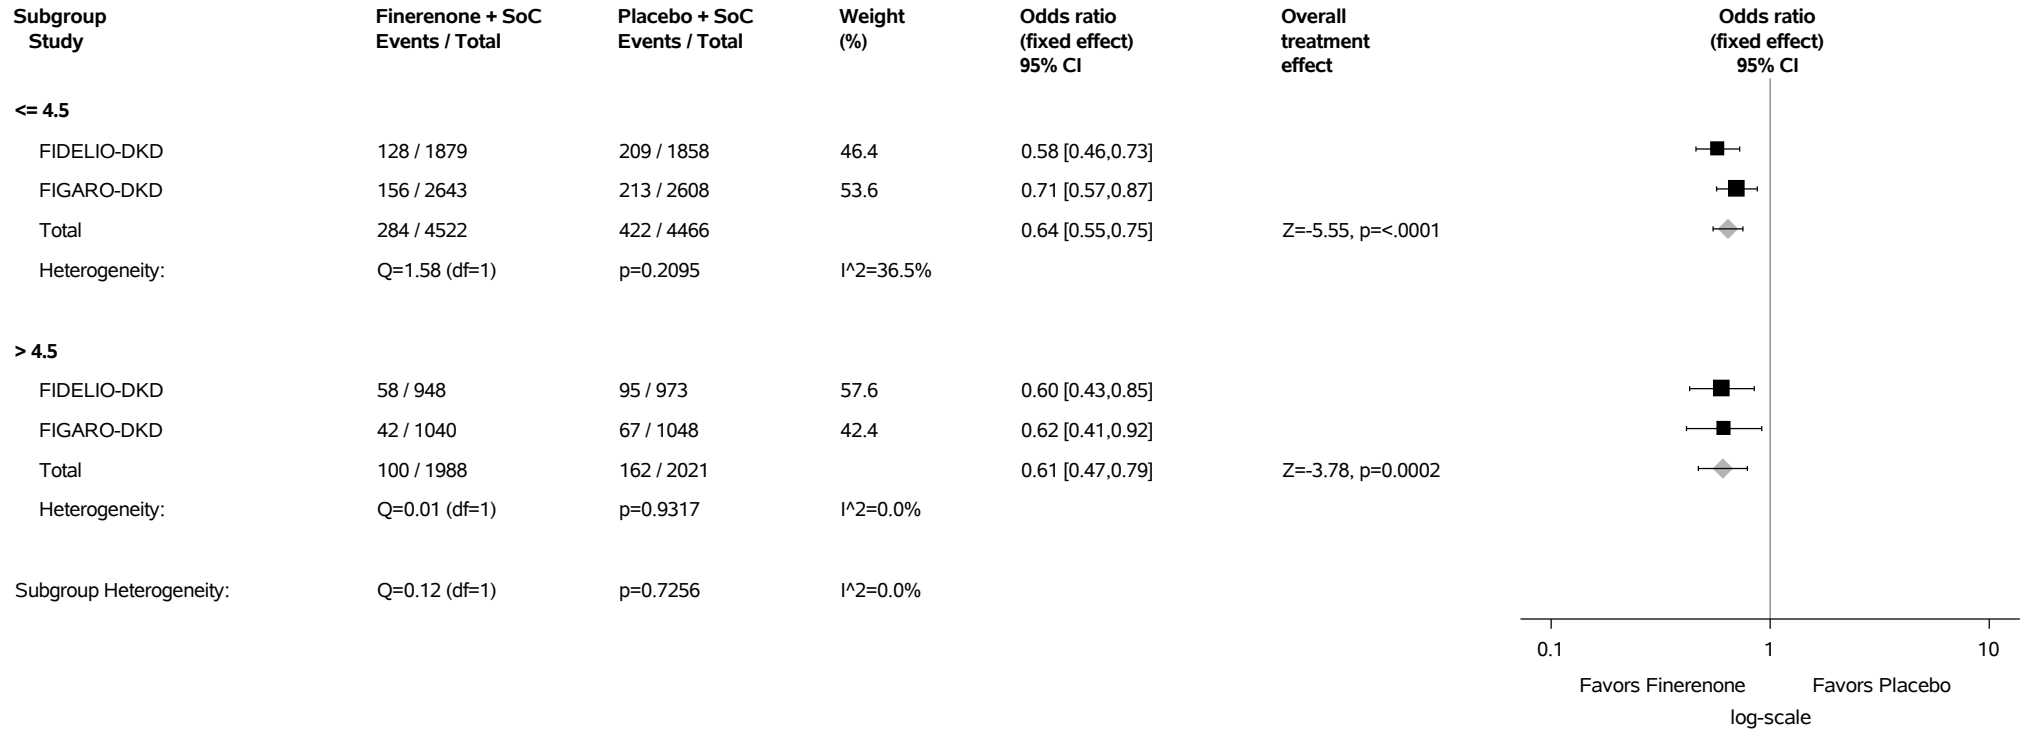 Subgroup Finerenone + SoC Placebo + SoC Weight Odds ratio Overall Odds ratio
Study Events / Total Events / Total (%) (fixed effect) treatment (fixed effect)
95% CI effect 95% CI
<= 4.5
FIDELIO-DKD 128 / 1879 209 / 1858 46.4 0.58 [0.46,0.73]
FIGARO-DKD 156 / 2643 213 / 2608 53.6 0.71 [0.57,0.87]
Total 284 / 4522 422 / 4466 0.64 [0.55,0.75] Z=-5.55, p=<.0001
Heterogeneity: Q=1.58 (df=1) p=0.2095 I^2=36.5%
> 4.5
FIDELIO-DKD 58 / 948 95 / 973 57.6 0.60 [0.43,0.85]
FIGARO-DKD 42 / 1040 67 / 1048 42.4 0.62 [0.41,0.92]
Total 100 / 1988 162 / 2021 0.61 [0.47,0.79] Z=-3.78, p=0.0002
Heterogeneity: Q=0.01 (df=1) p=0.9317 I^2=0.0%
Subgroup Heterogeneity: Q=0.12 (df=1) p=0.7256 I^2=0.0%
0.1 1 10
Favors Finerenone Favors Placebo
log-scale